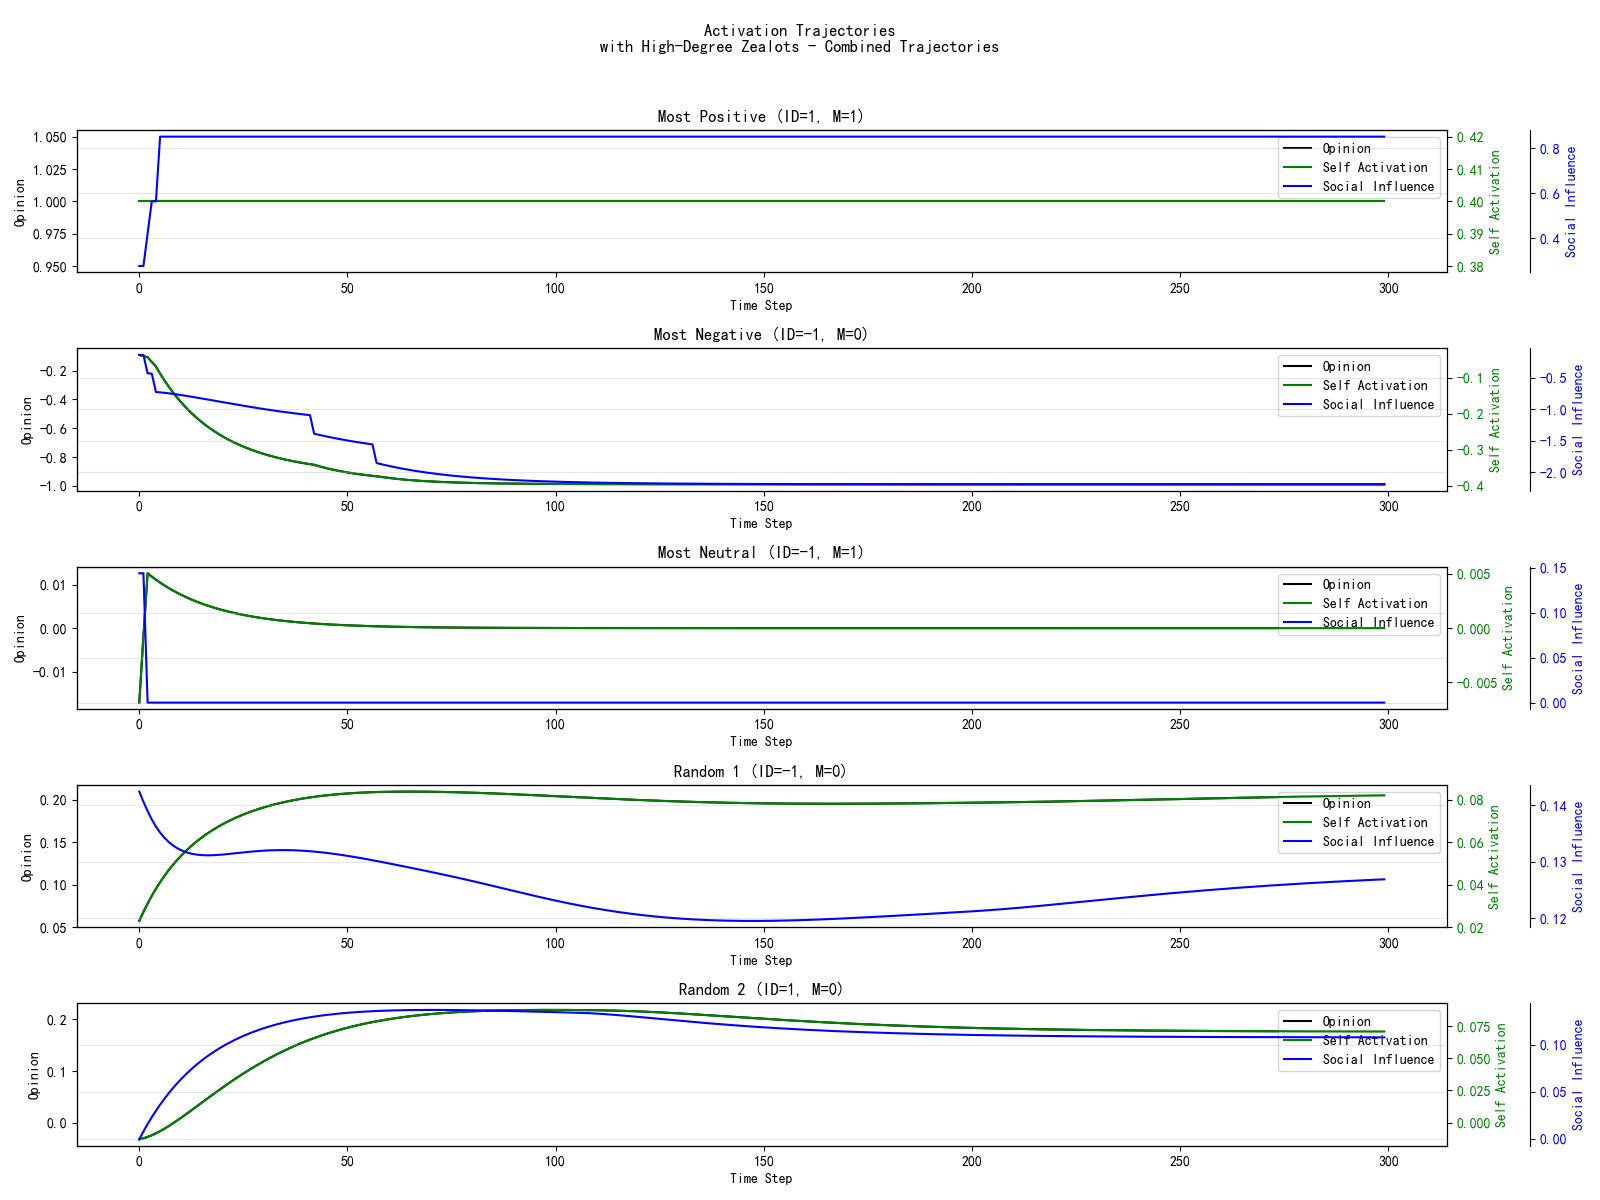 Activation Trajectories
with High-Degree Zealots - Combined Trajectories
Most Positive (ID=1, M=1)
1.050
1.025
1.000
0.975
0.950
Opinion
0
50
100
150
200
250
300
Time Step
Opinion
Self Activation
Social Influence
0.42
0.41
0.40
0.39
0.38
Self Activation
0.8
0.6
0.4
Social Influence
Most Negative (ID=-1, M=0)
-0.2
-0.4
-0.6
-0.8
-1.0
Opinion
0
50
100
150
200
250
300
Time Step
Opinion
Self Activation
Social Influence
-0.1
-0.2
-0.3
-0.4
Self Activation
-0.5
-1.0
-1.5
-2.0
Social Influence
Most Neutral (ID=-1, M=1)
0.01
0.00
-0.01
Opinion
0
50
100
150
200
250
300
Time Step
Opinion
Self Activation
Social Influence
0.005
0.000
-0.005
Self Activation
0.15
0.10
0.05
0.00
Social Influence
Random 1 (ID=-1, M=0)
0.20
0.15
0.10
0.05
Opinion
0
50
100
150
200
250
300
Time Step
Opinion
Self Activation
Social Influence
0.08
0.06
0.04
0.02
Self Activation
0.14
0.13
0.12
Social Influence
Random 2 (ID=1, M=0)
0.2
0.1
0.0
Opinion
0
50
100
150
200
250
300
Time Step
Opinion
Self Activation
Social Influence
0.075
0.050
0.025
0.000
Self Activation
0.10
0.05
0.00
Social Influence